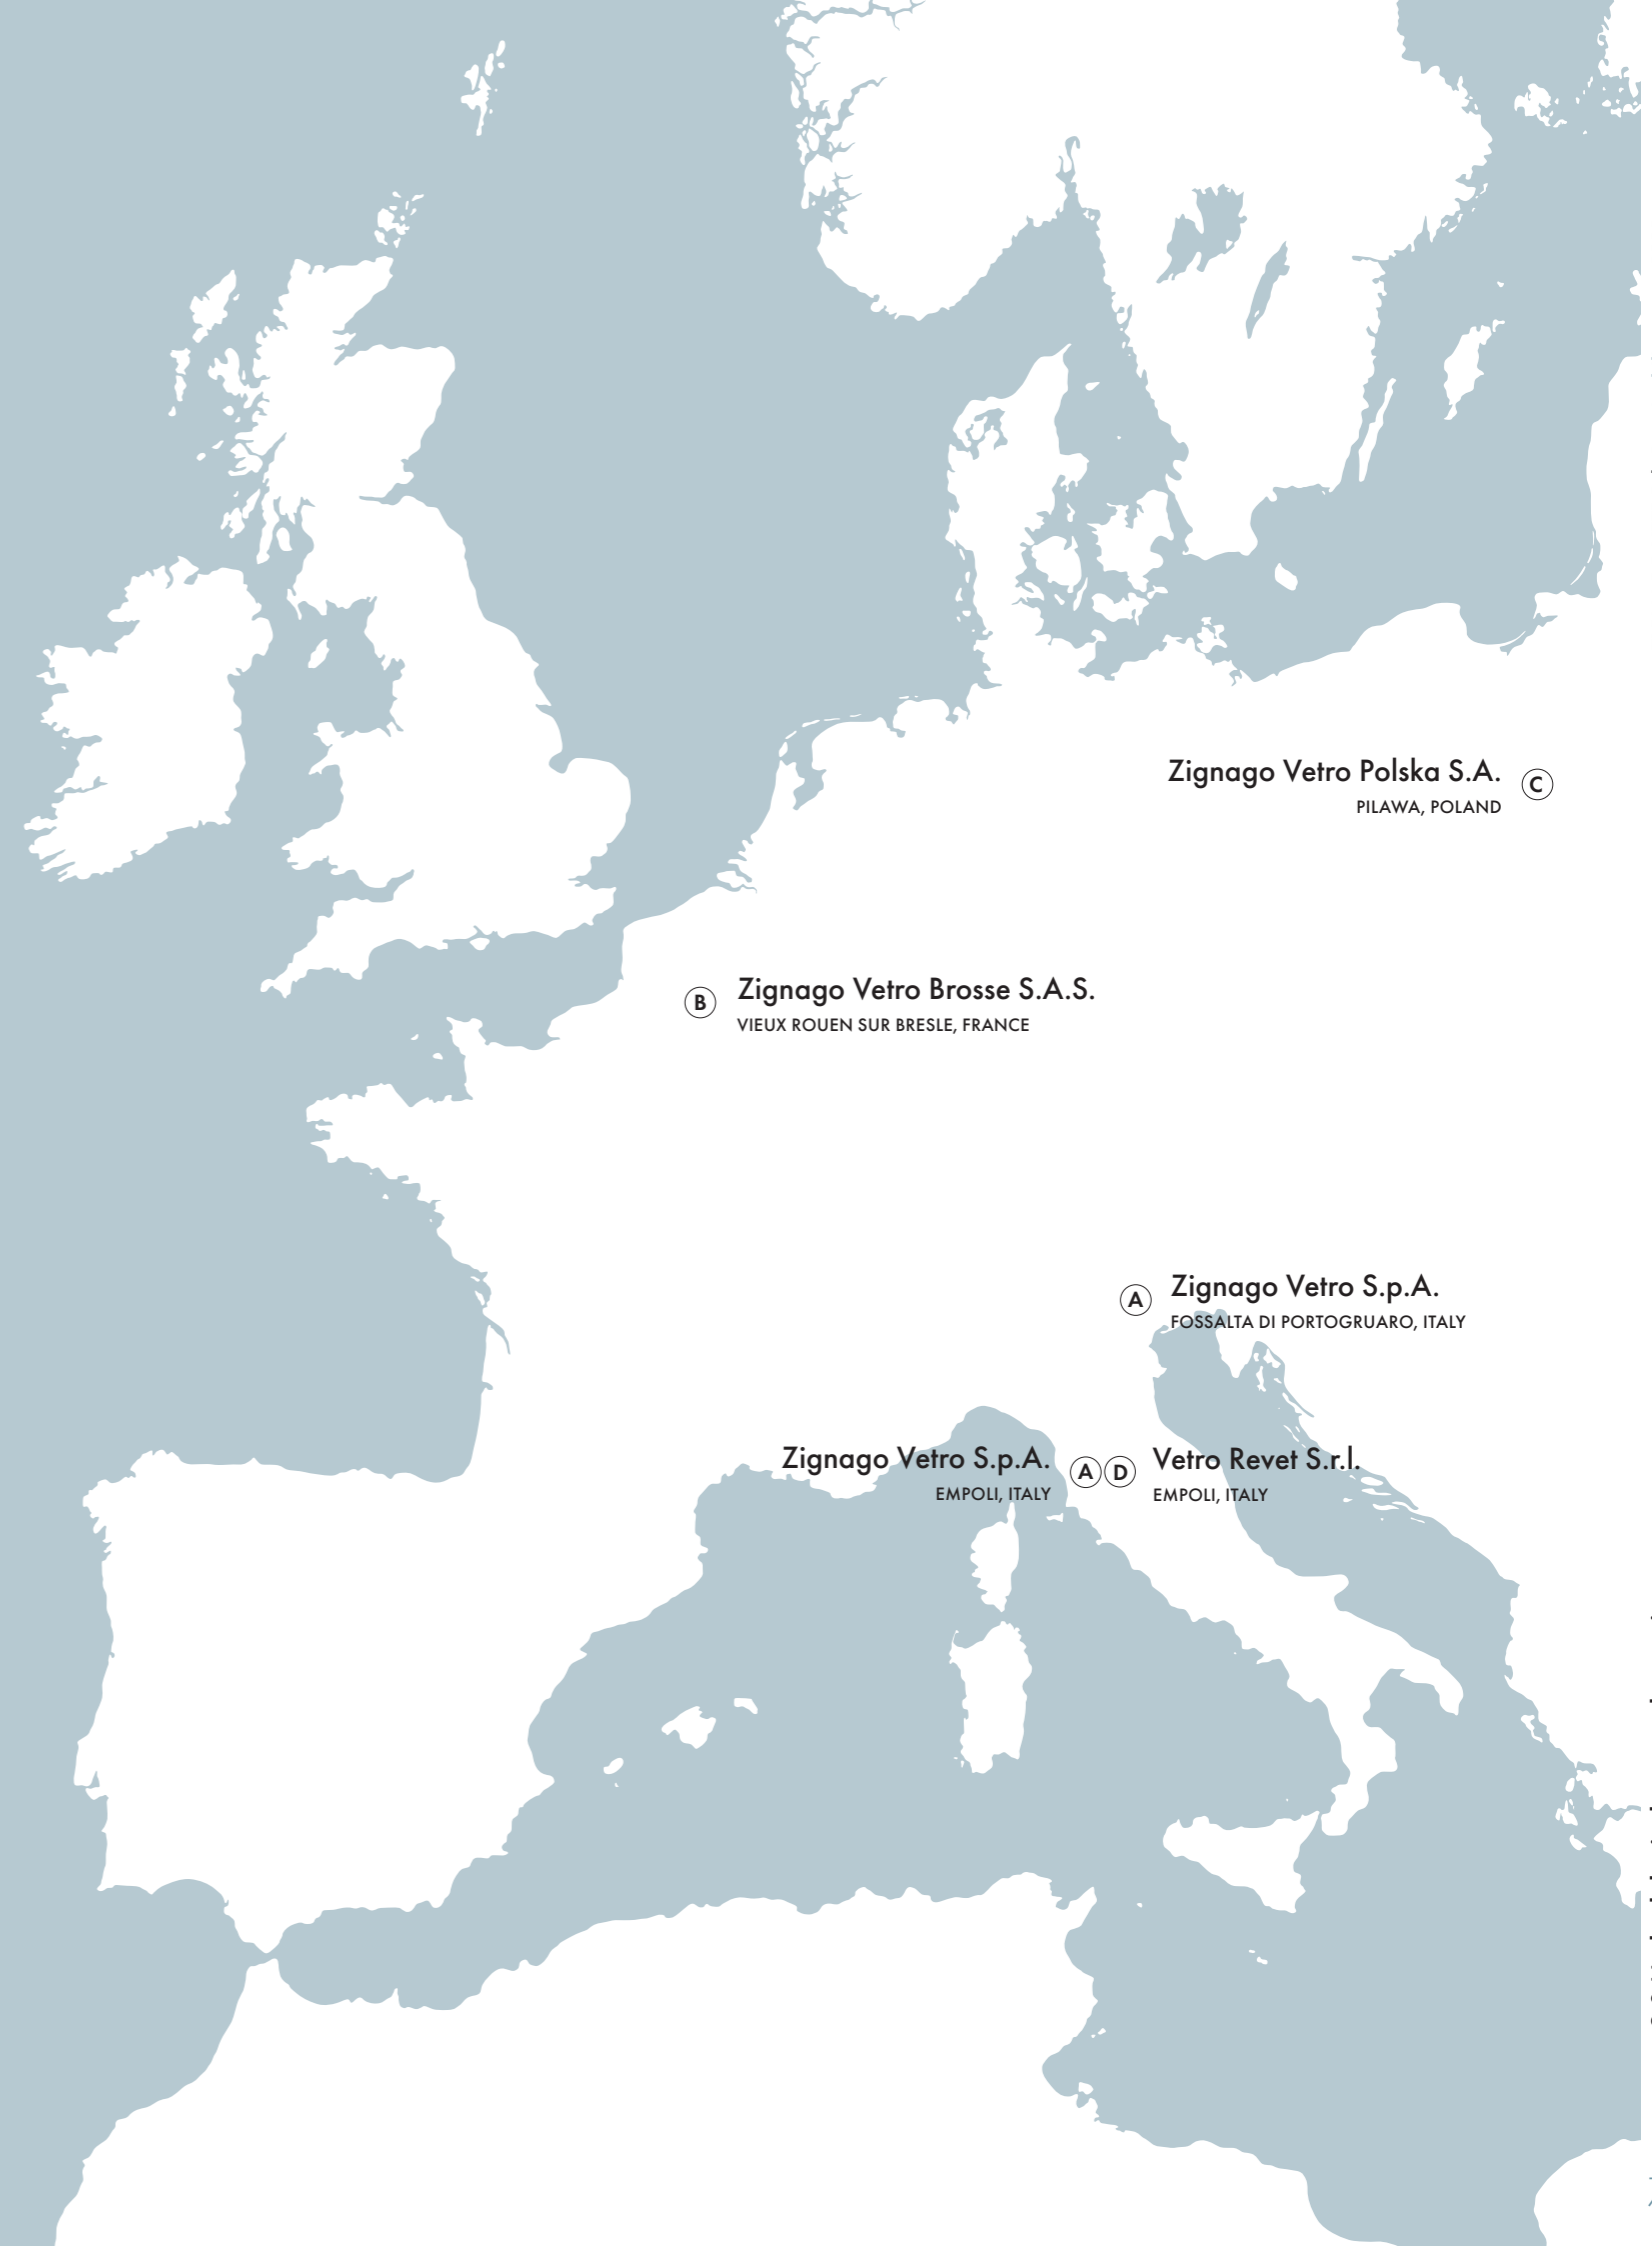 Zignago Vetro Polska S.A.
PILAWA, POLAND
C
B
Zignago Vetro Brosse S.A.S.
VIEUX ROUEN SUR BRESLE, FRANCE
A
Zignago Vetro S.p.A.
FOSSALTA DI PORTOGRUARO, ITALY
Zignago Vetro S.p.A.
EMPOLI, ITALY
A D
Vetro Revet S.r.l.
EMPOLI, ITALY